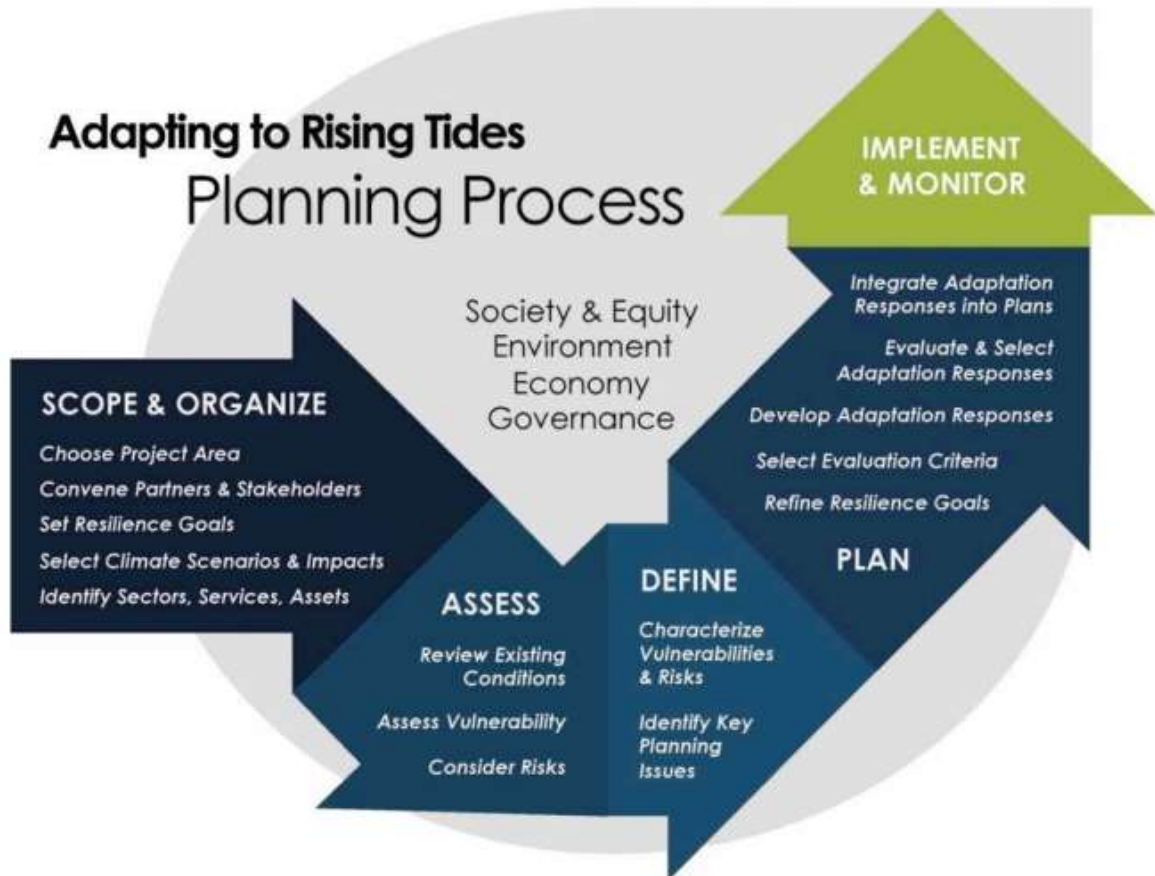 Adapting to Rising Tides
Planning Process
Society & Equity
Environment
Economy
Governance
SCOPE & ORGANIZE
Choose Project Area
Convene Partners & Stakeholders
Set Resilience Goals
Select Climate Scenarios & Impacts
Identify Sectors, Services, Assets
ASSESS
Review Existing
Conditions
Assess Vulnerability
Consider Risks
DEFINE
Characterize
Vulnerabilities
& Risks
Identify Key
Planning
Issues
IMPLEMENT
& MONITOR
Integrate Adaptation
Responses into Plans
Evaluate & Select
Adaptation Responses
Develop Adaptation Responses
Select Evaluation Criteria
Refine Resilience Goals
PLAN